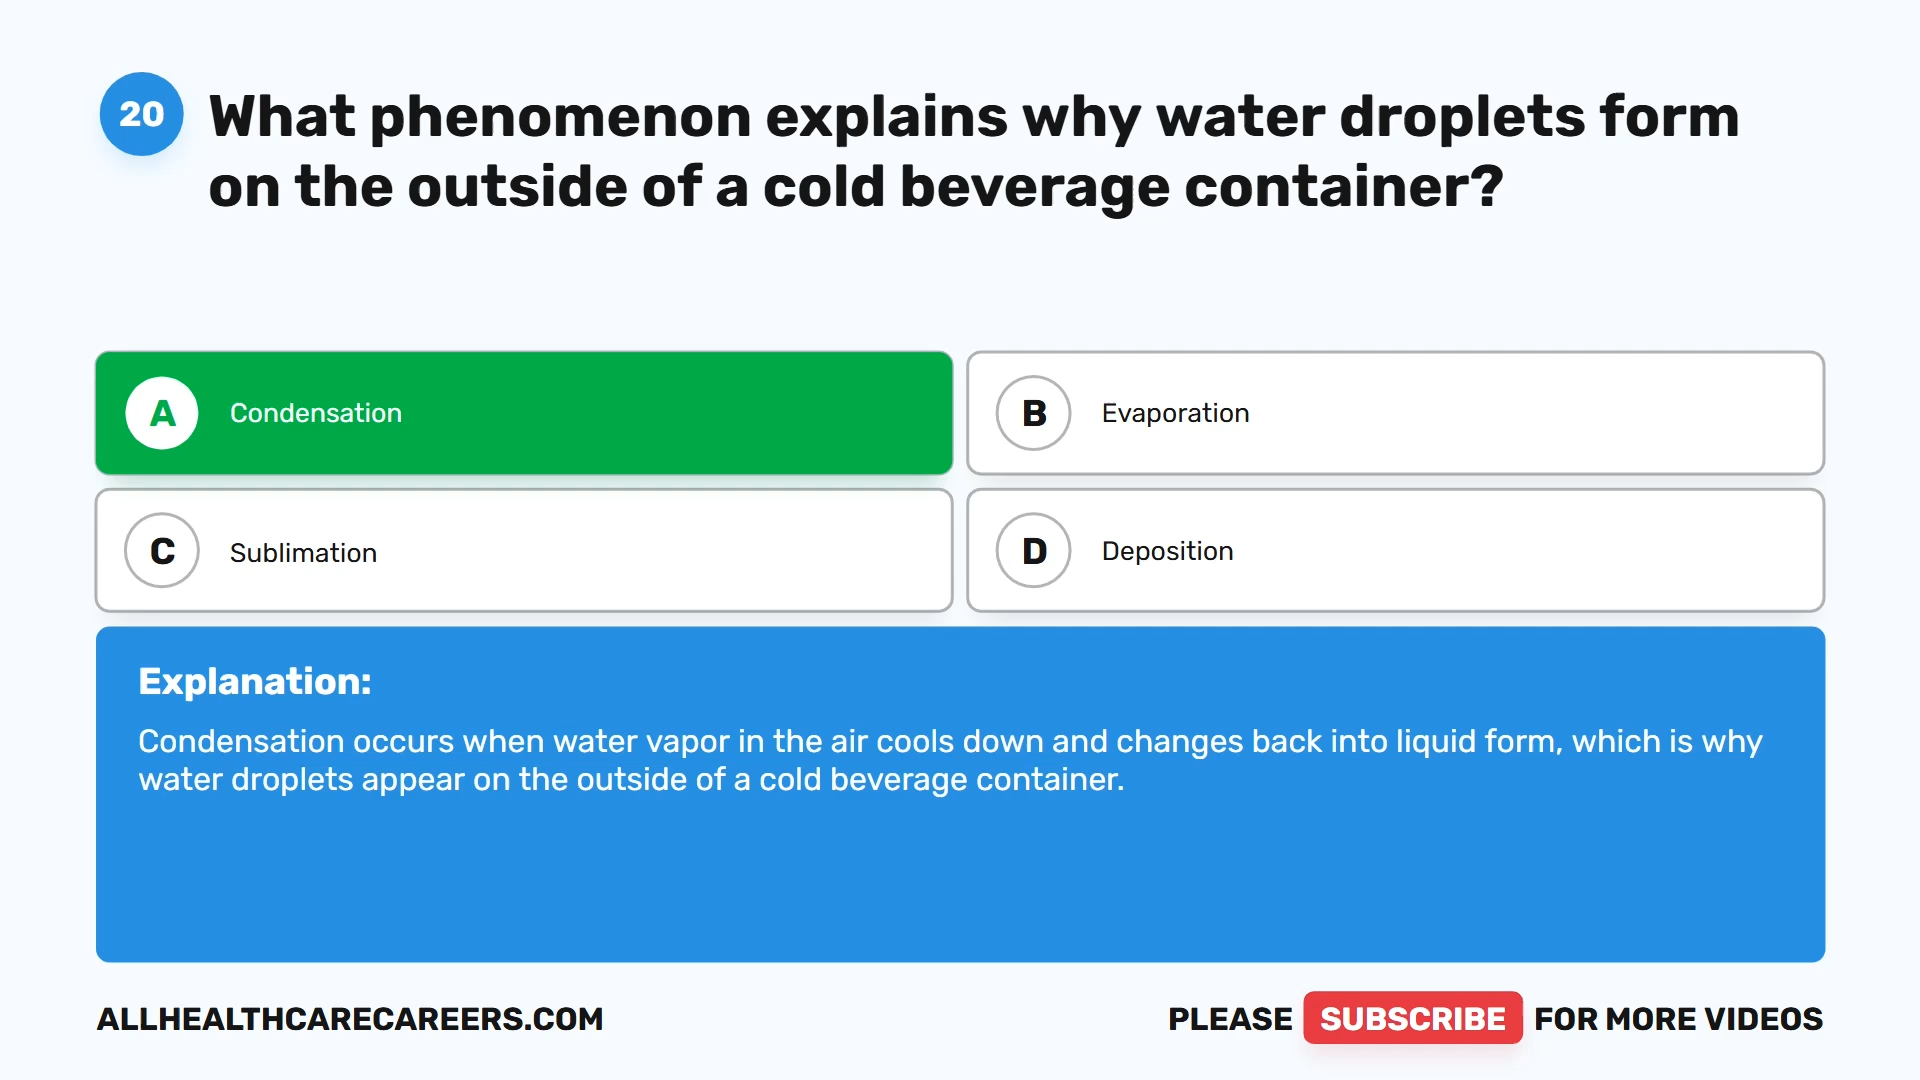 20
What phenomenon explains why water droplets form
on the outside of a cold beverage container?
A Condensation
B Evaporation
C Sublimation
D Deposition
Explanation:
Condensation occurs when water vapor in the air cools down and changes back into liquid form, which is why
water droplets appear on the outside of a cold beverage container.
ALLHEALTHCARECAREERS.COM
PLEASE SUBSCRIBE FOR MORE VIDEOS